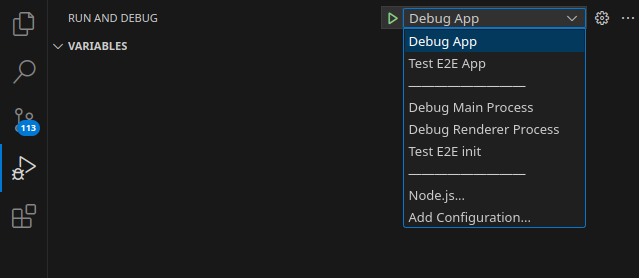 RUN AND DEBUG
Debug App
VARIABLES
Debug App
Test E2E App
—————————
Debug Main Process
Debug Renderer Process
Test E2E init
—————————
Node.js...
Add Configuration...
113